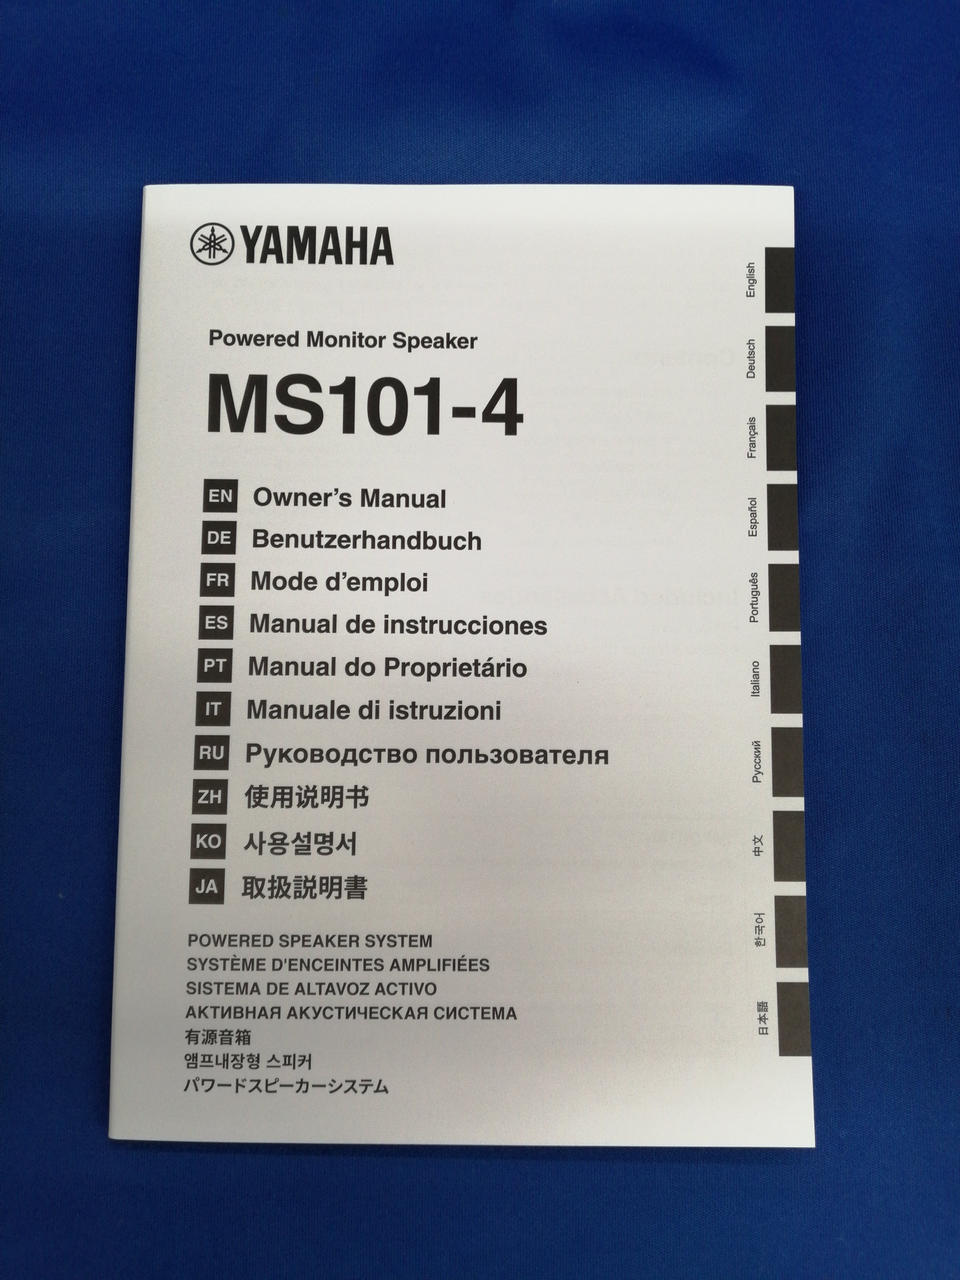 YAMAHA
Powered Monitor Speaker
MS101-4
EN Owner's Manual
DE Benutzerhandbuch
FR Mode d'emploi
ES Manual de instrucciones
PT Manual do Proprietário
IT Manuale di istruzioni
RU Руководство пользователя
ZH 使用说明书
KO 사용설명서
JA 取扱説明書
POWERED SPEAKER SYSTEM
SYSTÈME D'ENCEINTES AMPLIFIÉES
SISTEMA DE ALTAVOZ ACTIVO
АКТИВНАЯ АКУСТИЧЕСКАЯ СИСТЕМА
有源音箱
앰프내장형 스피커
パワードスピーカーシステム
English
Deutsch
Français
Español
Português
Italiano
Русский
中文
한국어
日本語